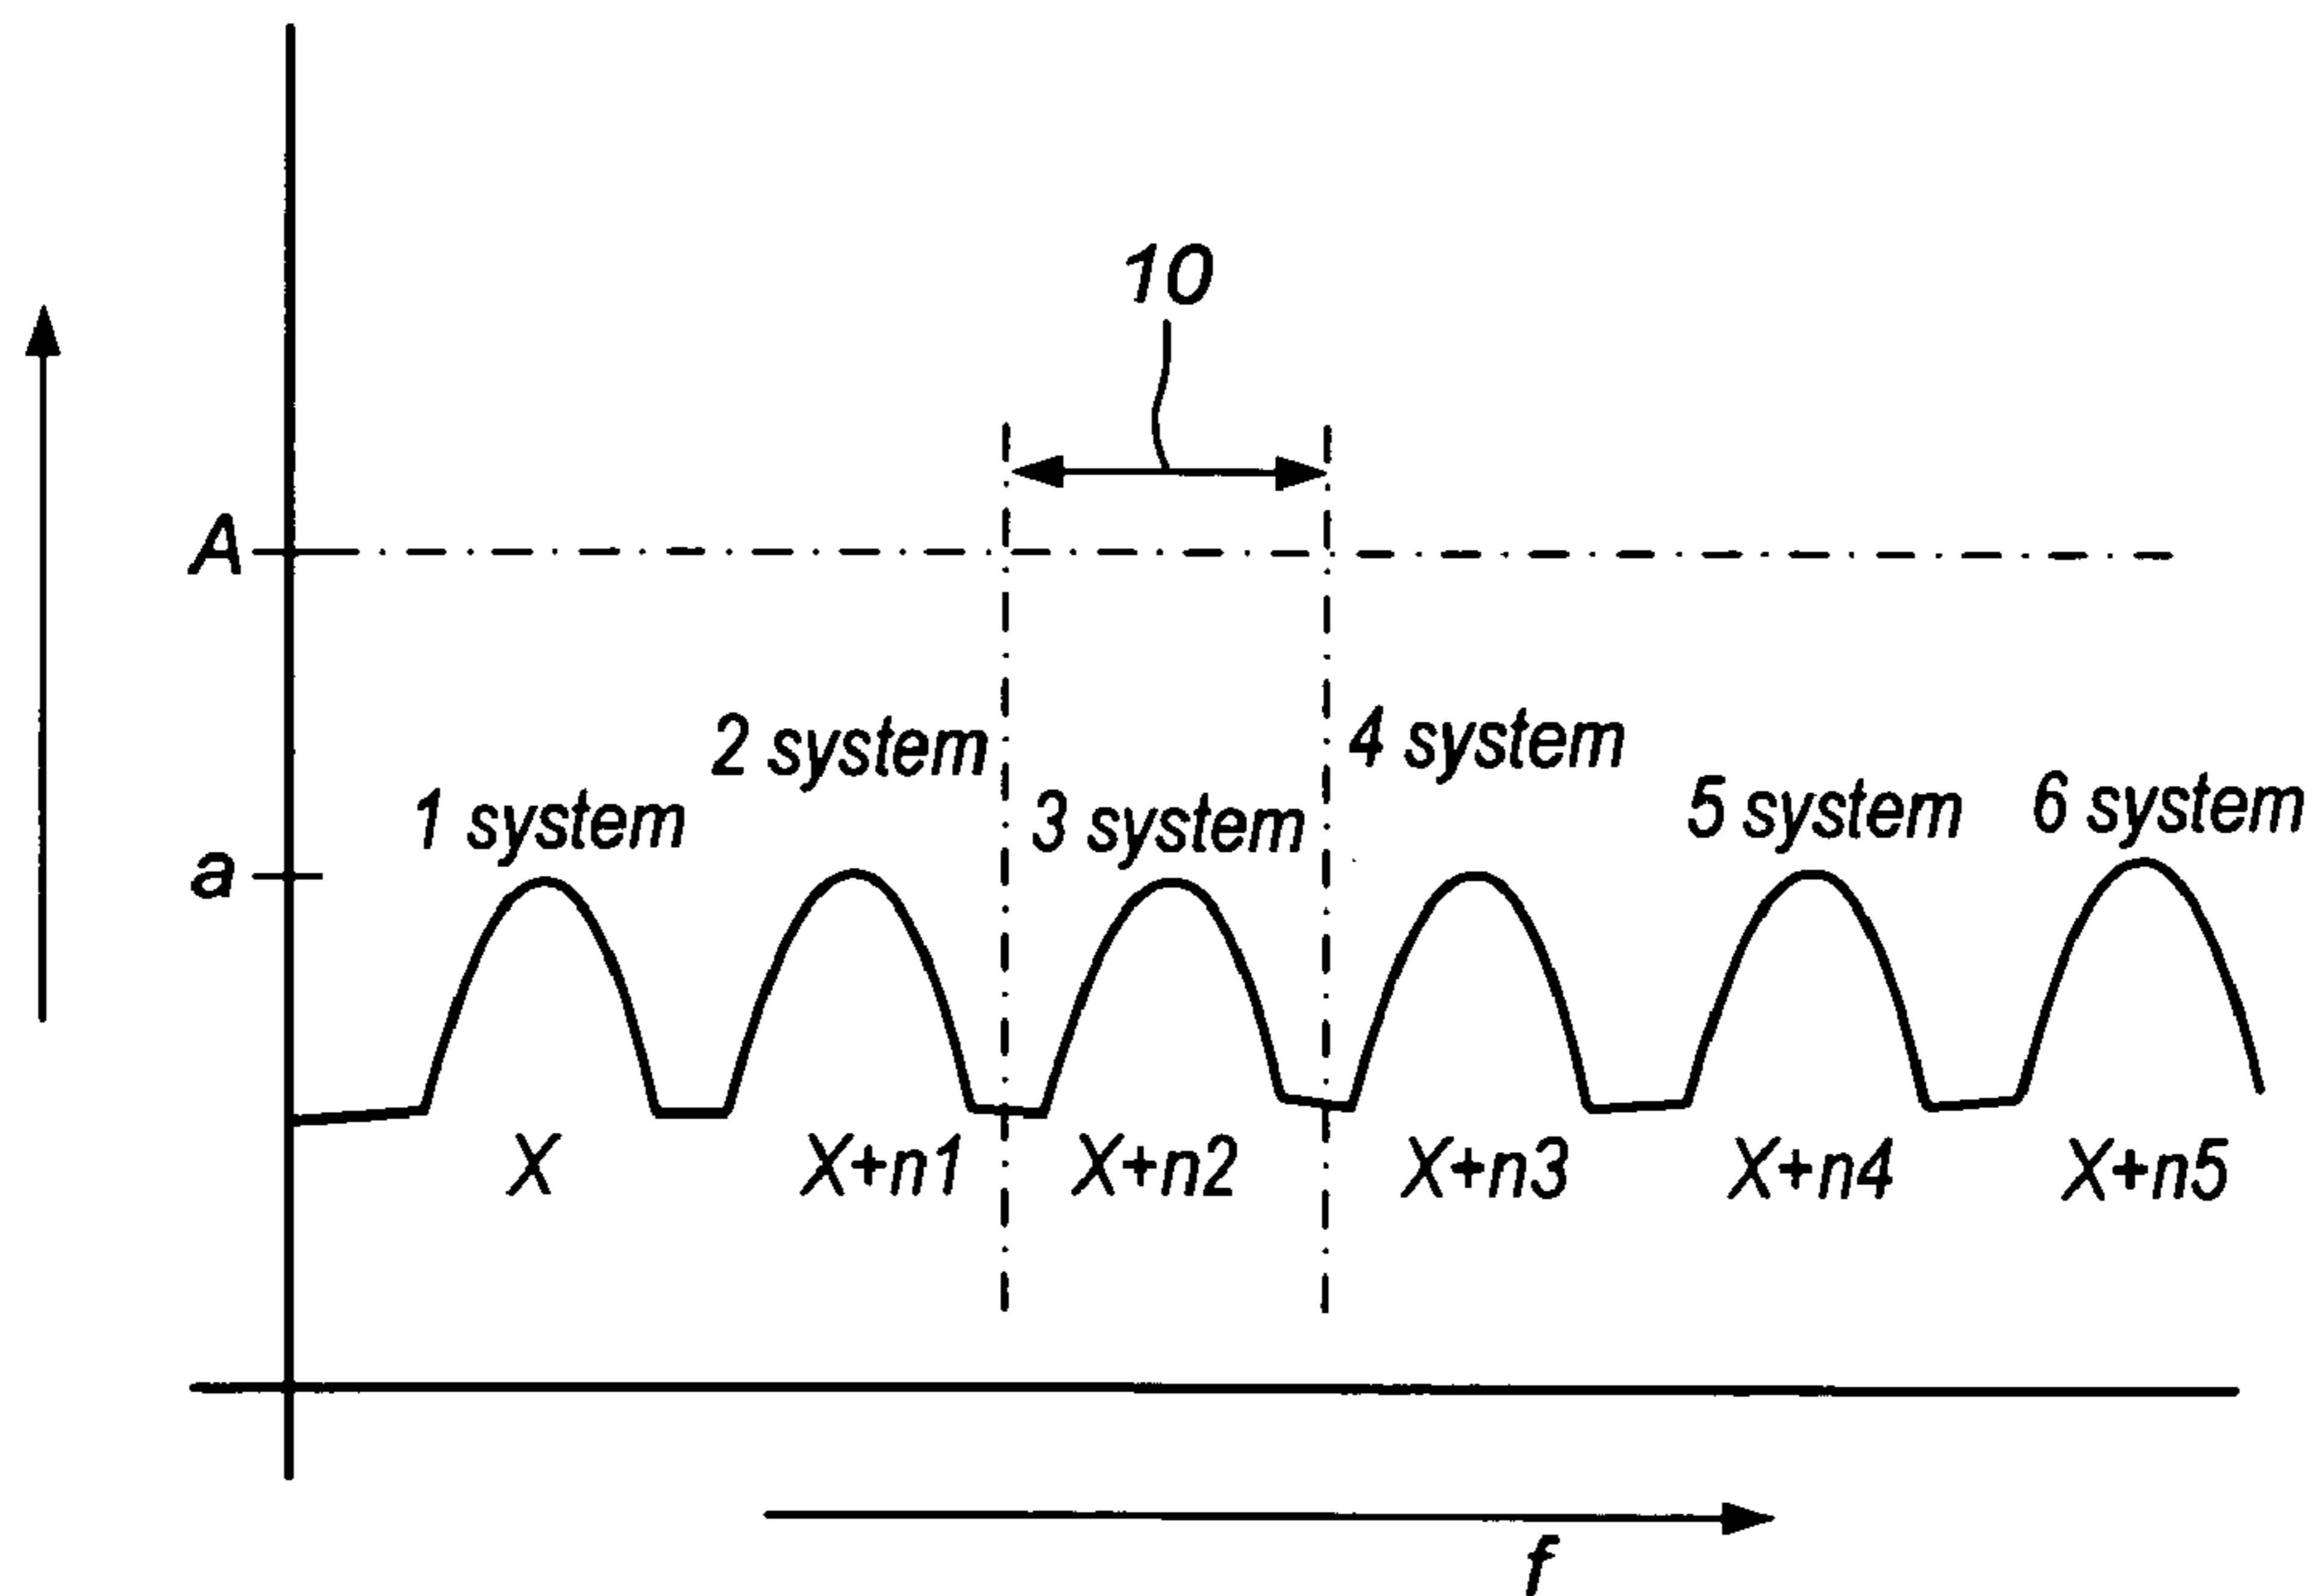 10
A
2 system
4 system
1 system
3 system
5 system
6 system
a
X
X+n1
X+n2
X+n3
X+n4
X+n5
f